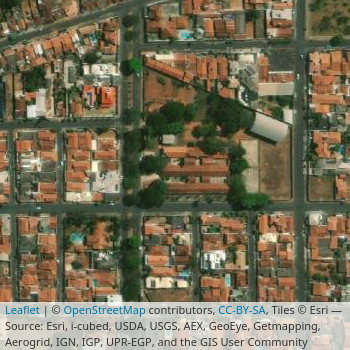 Leaflet | © OpenStreetMap contributors, CC-BY-SA, Tiles © Esri —
Source: Esri, i-cubed, USDA, USGS, AEX, GeoEye, Getmapping,
Aerogrid, IGN, IGP, UPR-EGP, and the GIS User Community